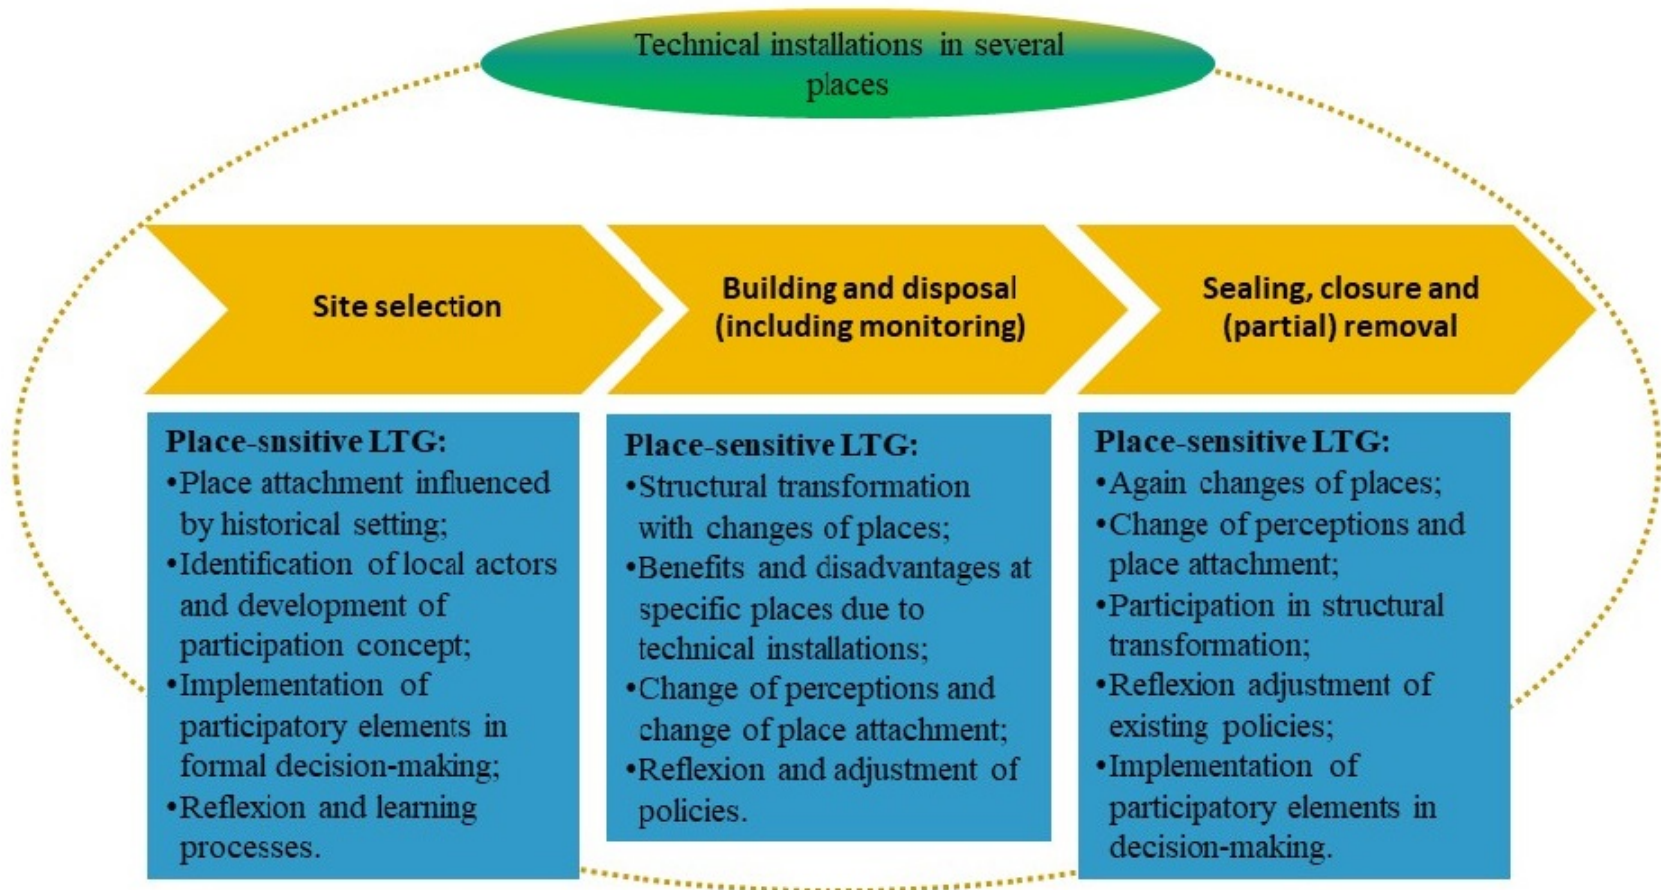 Technical installations in several
places
Site selection
Building and disposal
(including monitoring)
Sealing, closure and
(partial) removal
Place-snsitive LTG:
•Place attachment influenced
by historical setting;
•Identification of local actors
and development of
participation concept;
•Implementation of
participatory elements in
formal decision-making;
•Reflexion and learning
processes.
Place-sensitive LTG:
•Structural transformation
with changes of places;
•Benefits and disadvantages at
specific places due to
technical installations;
•Change of perceptions and
change of place attachment;
•Reflexion and adjustment of
policies.
Place-sensitive LTG:
•Again changes of places;
•Change of perceptions and
place attachment;
•Participation in structural
transformation;
•Reflexion adjustment of
existing policies;
•Implementation of
participatory elements in
decision-making.